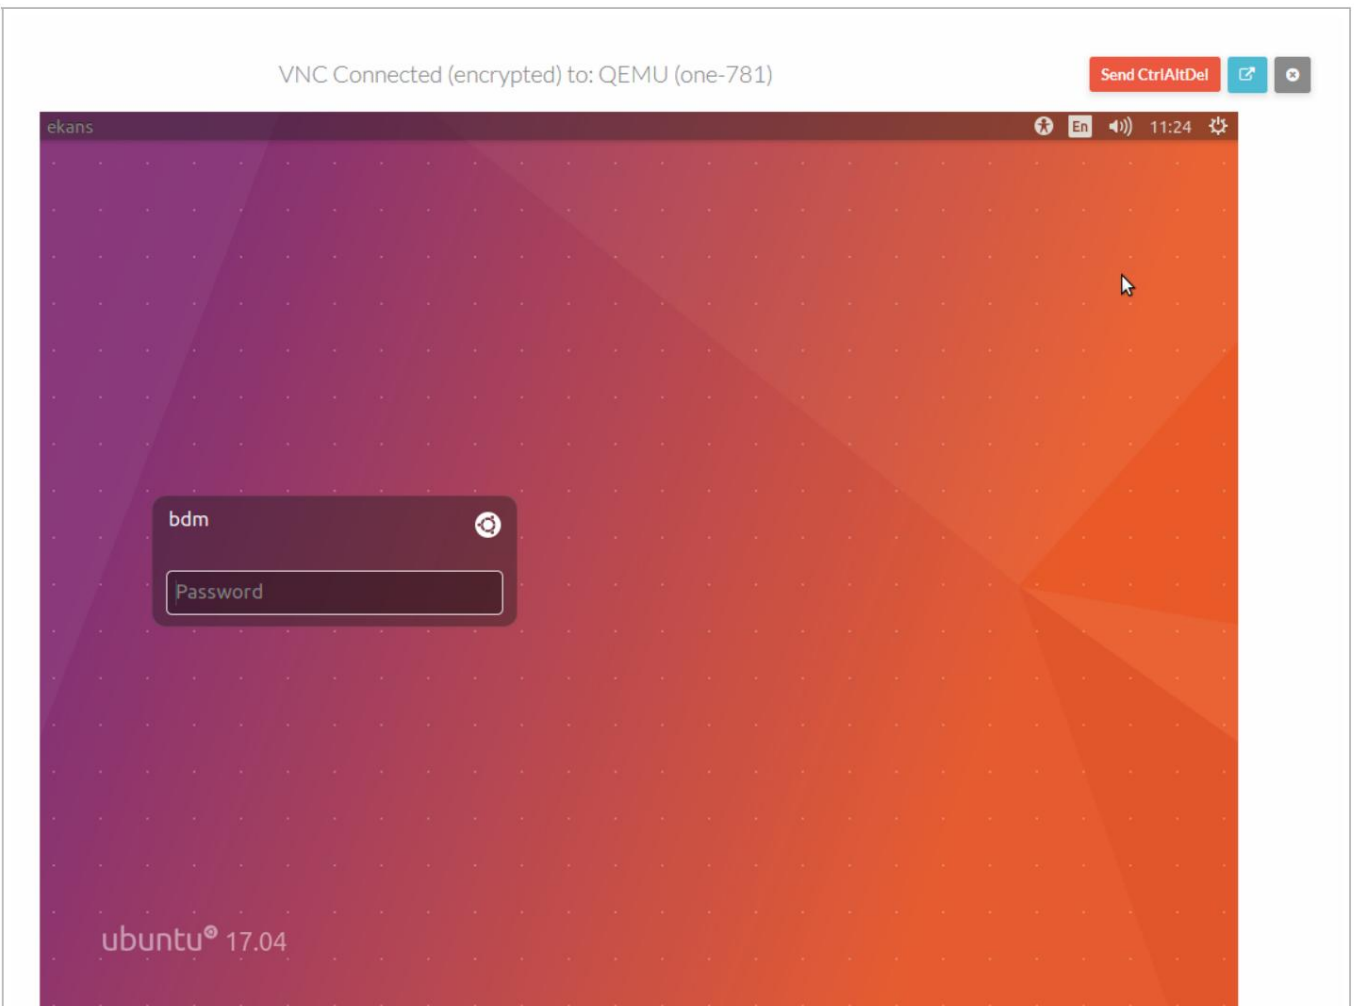 VNC Connected (encrypted) to: QEMU (one-781)
Send CtrlAltDel
ekans
En
11:24
bdm
Password
ubuntu® 17.04